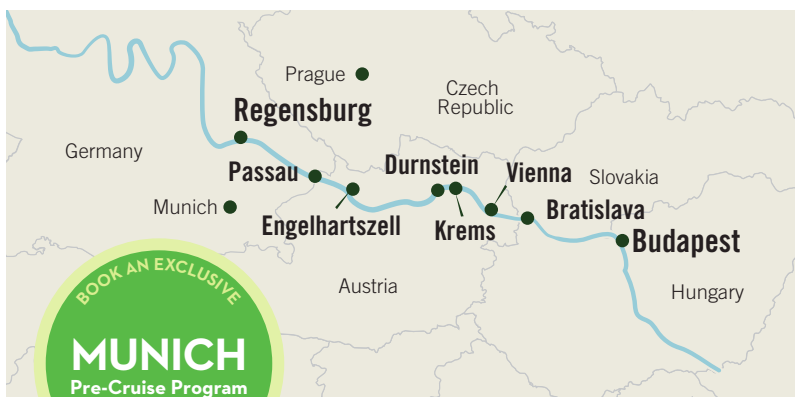 Prague
Czech
Republic
Regensburg
Germany
Passau
Durnstein
Vienna
Slovakia
Munich
Engelhartszell
Krems
Bratislava
Budapest
Austria
Hungary
BOOK AN EXCLUSIVE
MUNICH
Pre-Cruise Program